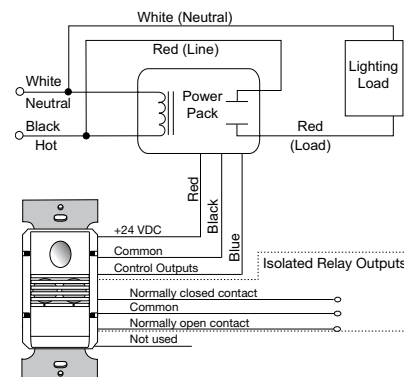 White (Neutral)
Red (Line)
White
Neutral
Power
Pack
Lighting
Load
Black
Hot
Red
(Load)
Red
Black
Blue
+24 VDC
Common
Control Outputs
Isolated Relay Outputs
Normally closed contact
Common
Normally open contact
Not used